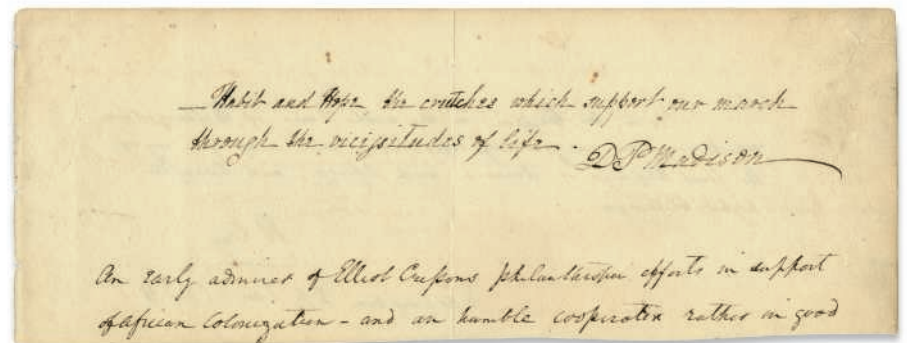 — Habit and Hope the crutches which support our march
through the vicissitudes of life .
D P Madison
An early admirer of Elliot Cressons philanthropic efforts in support
of African Colonization - and an humble cooperator rather in good